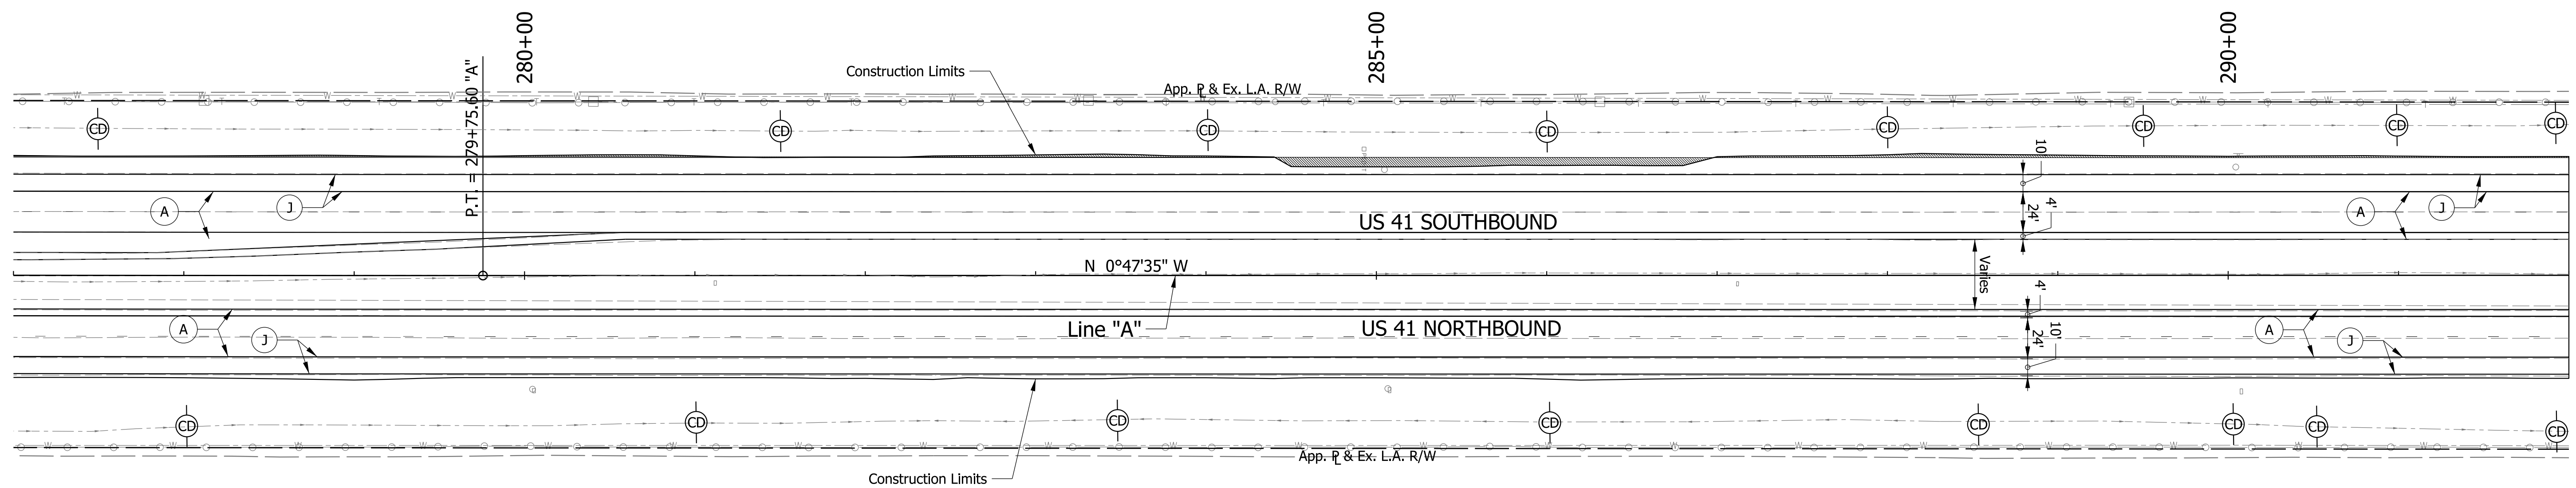 280+00
285+00
290+00
P.T. = 279+75.60 "A"
Construction Limits
App. P̶L & Ex. L.A. R/W
CD
CD
CD
CD
CD
CD
CD
CD
10'
A
J
4'
24'
A
J
US 41 SOUTHBOUND
N 0°47'35" W
Varies
4'
Line "A"
US 41 NORTHBOUND
10'
24'
A
J
A
J
CD
CD
CD
CD
CD
CD
CD
CD
App. P̶L & Ex. L.A. R/W
Construction Limits